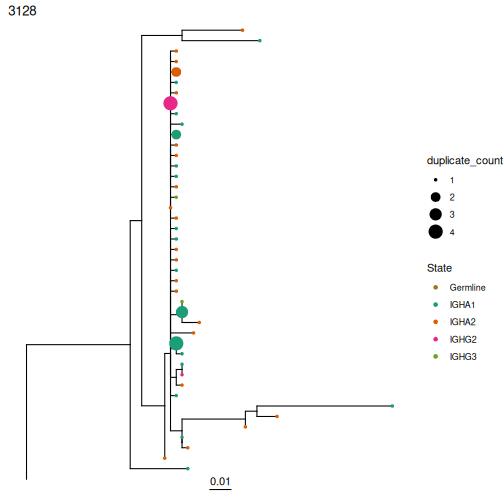 3128
duplicate_count
1
2
3
4
State
Germline
IGHA1
IGHA2
IGHG2
IGHG3
0.01